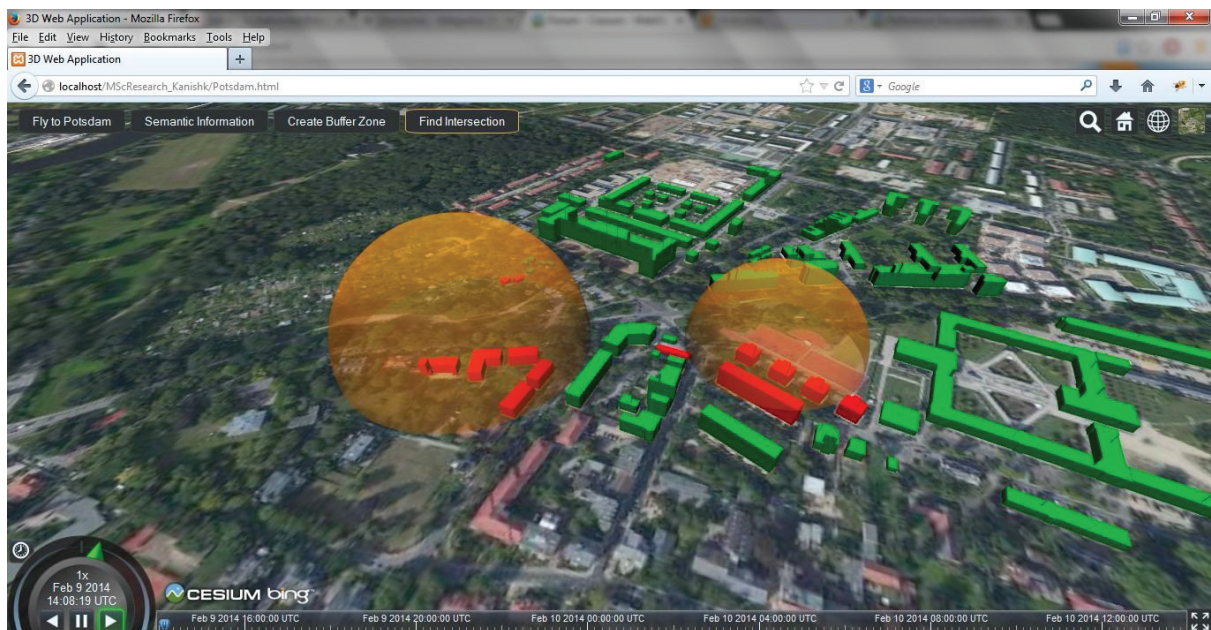 3D Web Application - Mozilla Firefox
File Edit View History Bookmarks Tools Help
3D Web Application
localhost/MScResearch_Kanishk/Potsdam.html
Google
Fly to Potsdam Semantic Information Create Buffer Zone Find Intersection
1x
Feb 9 2014
14:08:19 UTC
CESIUM bing
Feb 9 2014 16:00:00 UTC Feb 9 2014 20:00:00 UTC Feb 10 2014 00:00:00 UTC Feb 10 2014 04:00:00 UTC Feb 10 2014 08:00:00 UTC Feb 10 2014 12:00:00 UTC